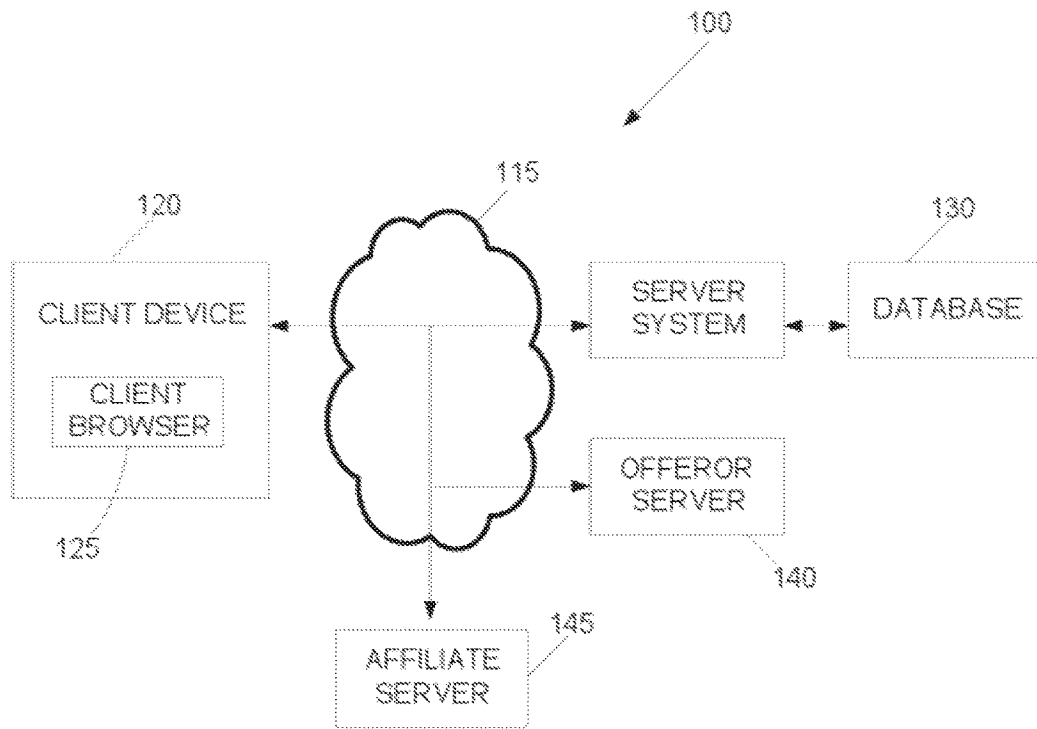 100
115
120
130
CLIENT DEVICE
CLIENT
BROWSER
125
SERVER
SYSTEM
DATABASE
OFFEROR
SERVER
140
145
AFFILIATE
SERVER